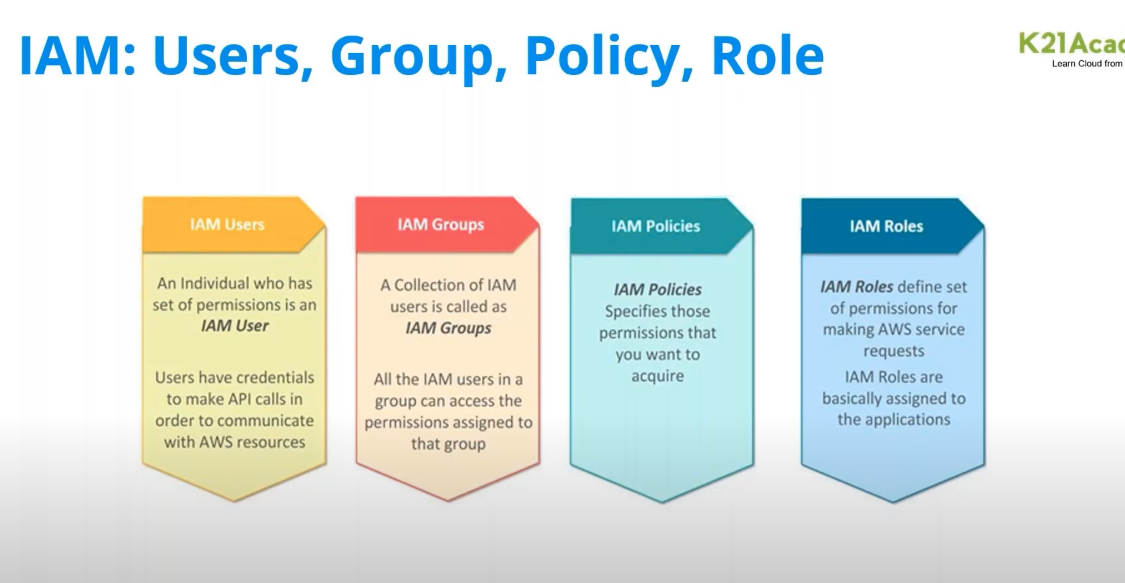 IAM: Users, Group, Policy, Role
K21Acad
Learn Cloud from
IAM Users
An Individual who has
set of permissions is an
IAM User
Users have credentials
to make API calls in
order to communicate
with AWS resources
IAM Groups
A Collection of IAM
users is called as
IAM Groups
All the IAM users in a
group can access the
permissions assigned to
that group
IAM Policies
IAM Policies
Specifies those
permissions that
you want to
acquire
IAM Roles
IAM Roles define set
of permissions for
making AWS service
requests
IAM Roles are
basically assigned to
the applications